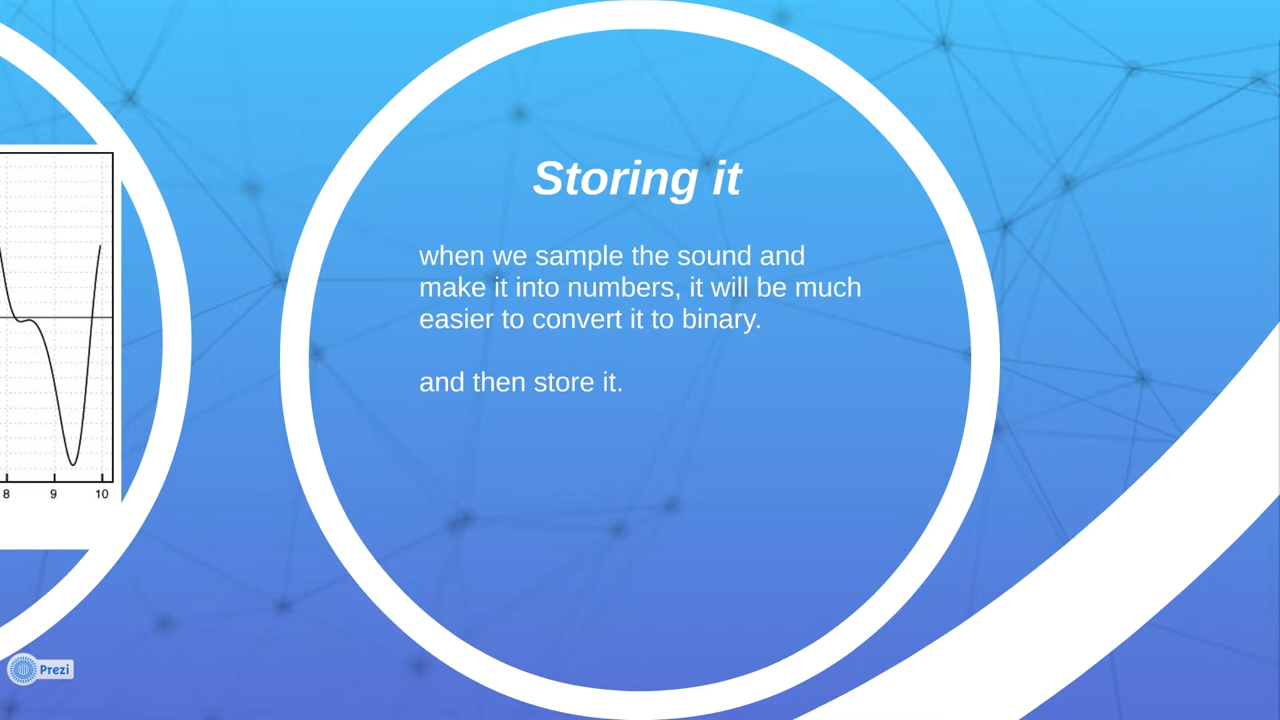 Storing it
when we sample the sound and
make it into numbers, it will be much
easier to convert it to binary.
and then store it.
8 9 10
Prezi